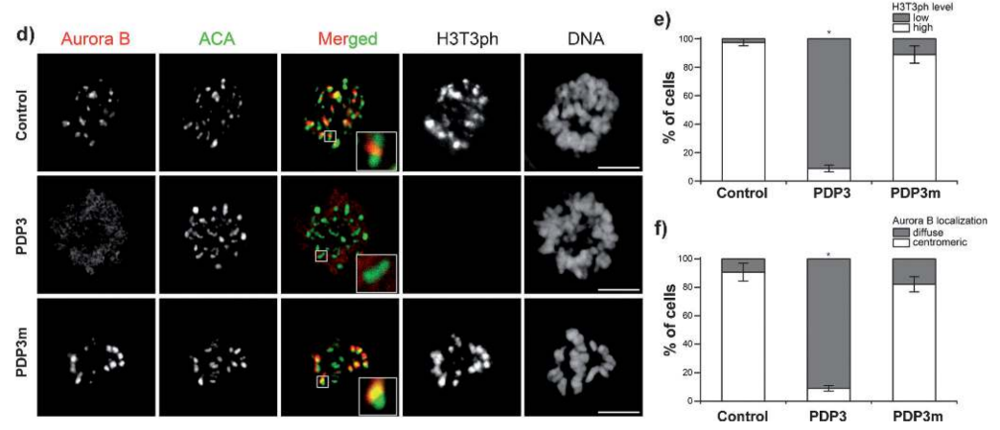 d)
Aurora B ACA Merged H3T3ph DNA
Control
PDP3
PDP3m
e)
H3T3ph level
low
high
*
100
80
60
40
20
0
% of cells
Control PDP3 PDP3m
f)
Aurora B localization
diffuse
centromeric
*
100
80
60
40
20
0
% of cells
Control PDP3 PDP3m